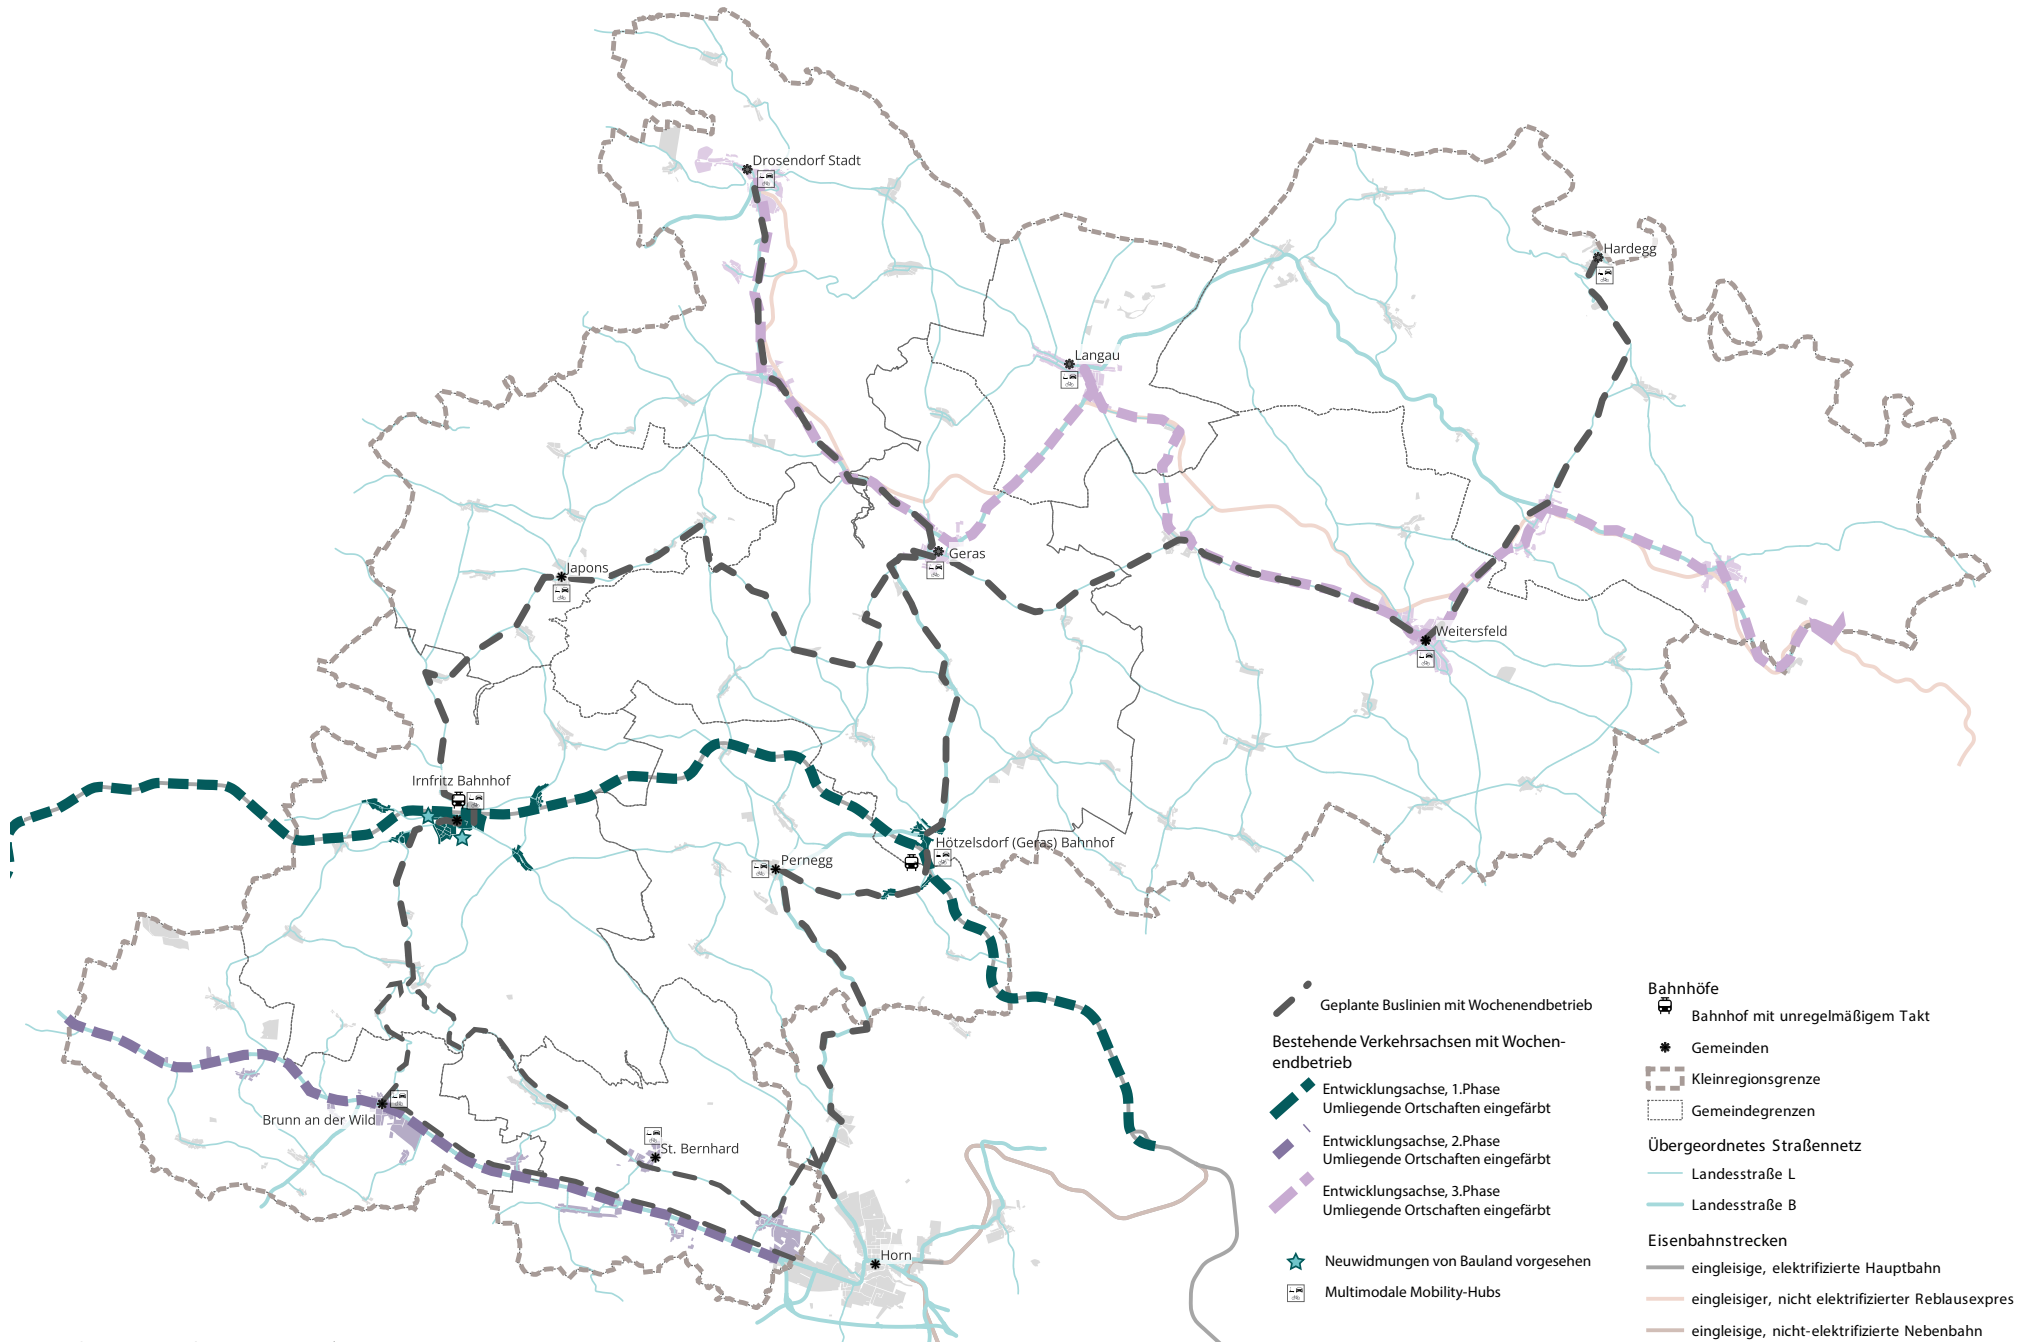 Drosendorf Stadt
Hardegg
Langau
Geras
Japons
Weitersfeld
Irnfritz Bahnhof
Hötzelsdorf (Geras) Bahnhof
Pernegg
Brunn an der Wild
St. Bernhard
Horn
Geplante Buslinien mit Wochenendbetrieb
Bestehende Verkehrsachsen mit Wochen-
endbetrieb
Entwicklungsachse, 1.Phase
Umliegende Ortschaften eingefärbt
Entwicklungsachse, 2.Phase
Umliegende Ortschaften eingefärbt
Entwicklungsachse, 3.Phase
Umliegende Ortschaften eingefärbt
Neuwidmungen von Bauland vorgesehen
Multimodale Mobility-Hubs
Bahnhöfe
Bahnhof mit unregelmäßigem Takt
Gemeinden
Kleinregionsgrenze
Gemeindegrenzen
Übergeordnetes Straßennetz
Landesstraße L
Landesstraße B
Eisenbahnstrecken
eingleisige, elektrifizierte Hauptbahn
eingleisiger, nicht elektrifizierter Reblausexpres
eingleisige, nicht-elektrifizierte Nebenbahn